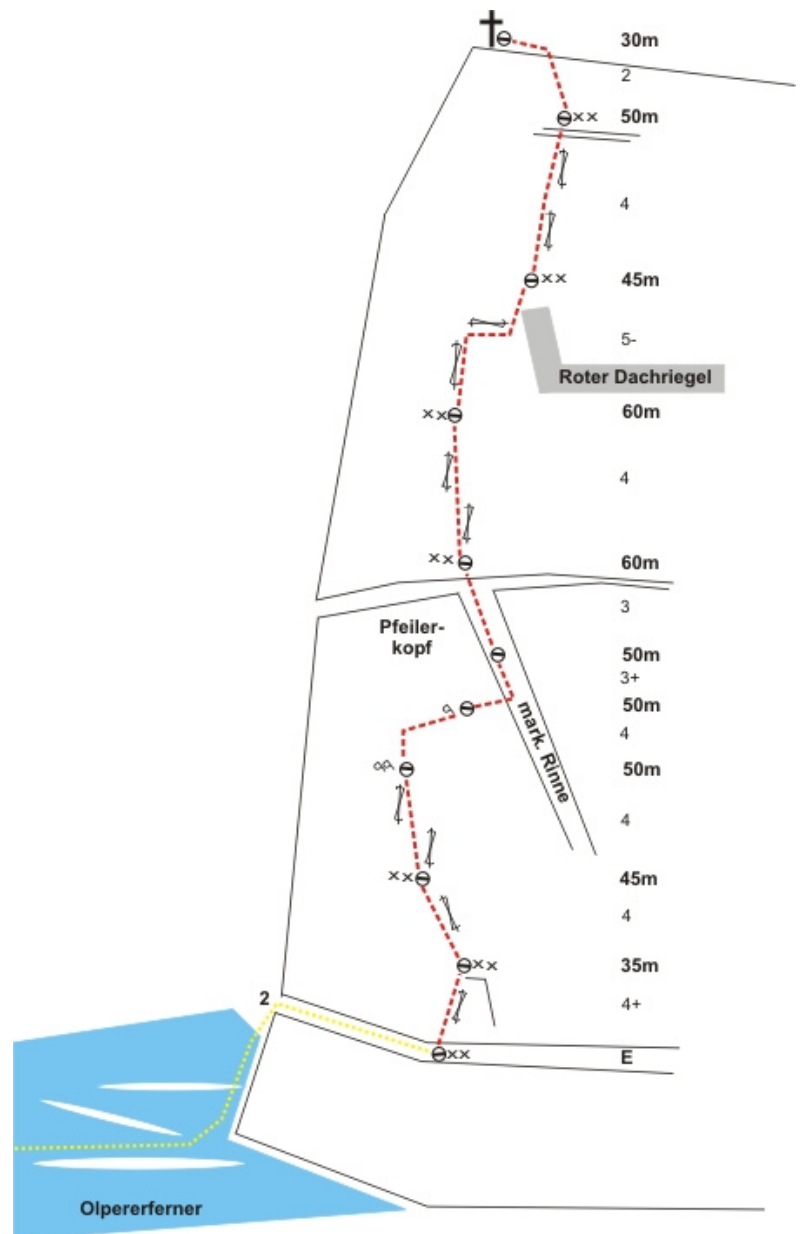 30m
2
50m
4
45m
5-
Roter Dachriegel
60m
4
60m
3
Pfeiler-
kopf
50m
3+
50m
mark. Rinne
4
50m
4
45m
4
35m
4+
2
E
Olpererferner